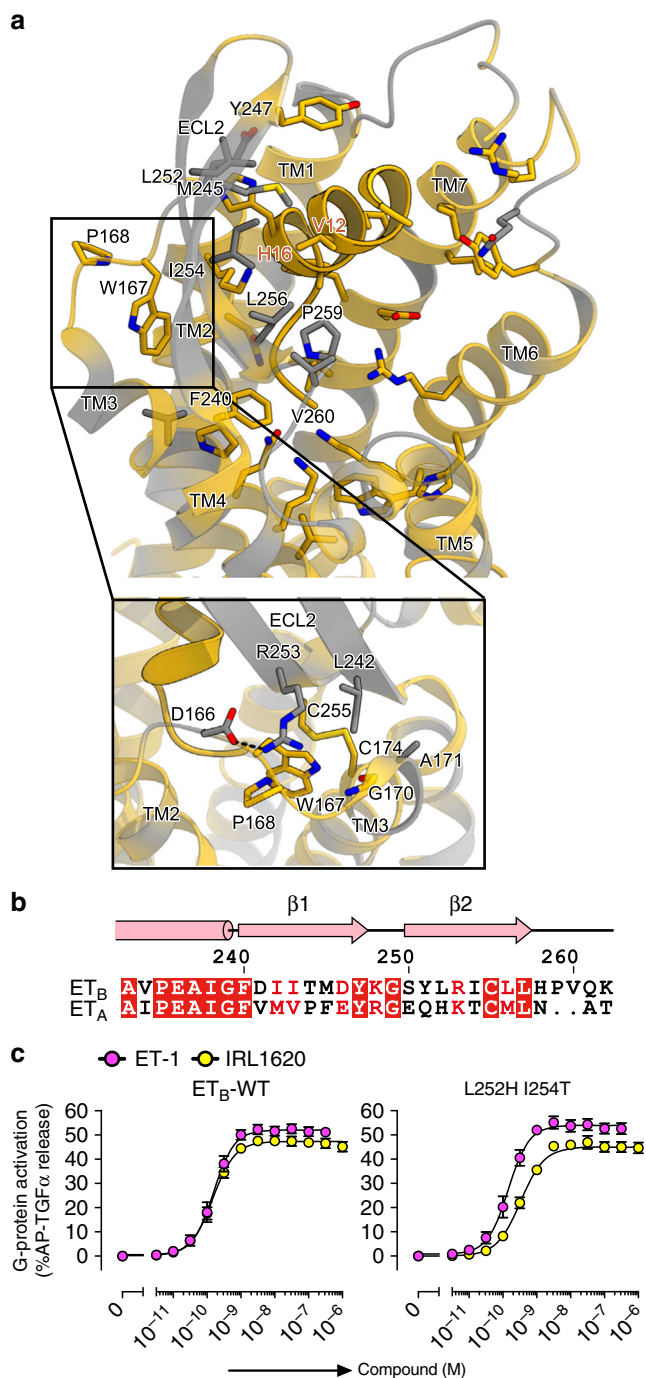 a
Y247
ECL2
TM1
L252
M245
TM7
P168
V12
H16
I254
W167
L256
P259
TM2
TM6
TM3
F240
V260
TM4
TM5
ECL2
R253
L242
D166
C255
C174
A171
W167
G170
P168
TM2
TM3
b
β1 β2
240 250 260
ETB AVPEAIGFDIITMDYKGSYLRICLLHPVQK
ETA AIPEAIGFVMVPFEYRGEQHKTCMLN..AT
c
ET-1 IRL1620
ETB-WT
L252H I254T
G-protein activation
(%AP-TGFα release)
60 60
50 50
40 40
30 30
20 20
10 10
0 0
0 10⁻¹¹ 10⁻¹⁰ 10⁻⁹ 10⁻⁸ 10⁻⁷ 10⁻⁶ 0 10⁻¹¹ 10⁻¹⁰ 10⁻⁹ 10⁻⁸ 10⁻⁷ 10⁻⁶
Compound (M)